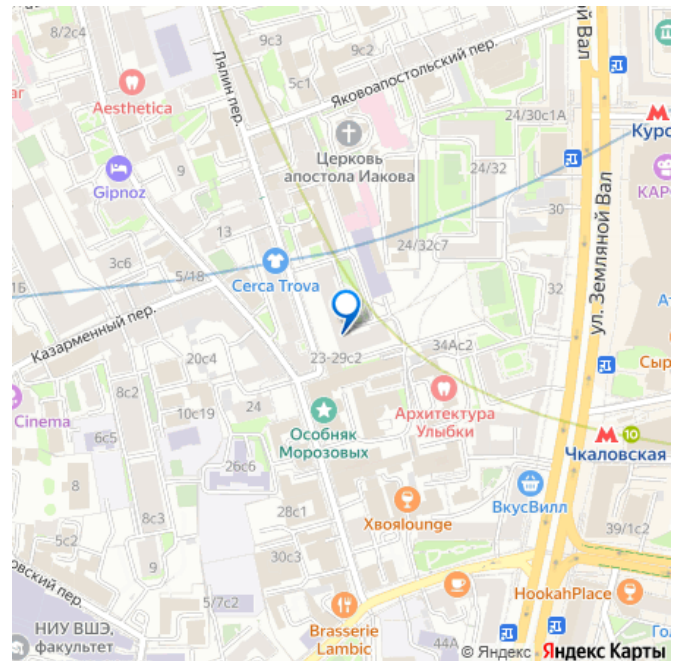 8/2с4
9с3
9с2
5с1
Лялин пер.
Яковоапостольский пер.
Aesthetica
24/30с1А
Курс
Церковь
апостола Иакова
24/32
КАР
9
Gipnoz
30
ул. Земляной Вал
13
24/32с7
3с6
5/18
Cerca Trova
32
16
Казарменный пер.
23-29с2
34Ас2
Сыр
20с4
8с2
Cinema
10с19
24
Особняк
Морозовых
Архитектура
Улыбки
10
Чкаловская
6с5
26с6
8
8с3
28с1
Хвояlounge
ВкусВилл
39/1с2
5с2
9
30с3
HookahPlace
5/7с2
НИУ ВШЭ,
факультет
Brasserie
Lambic
44А
Гол
© Яндекс Яндекс Карты